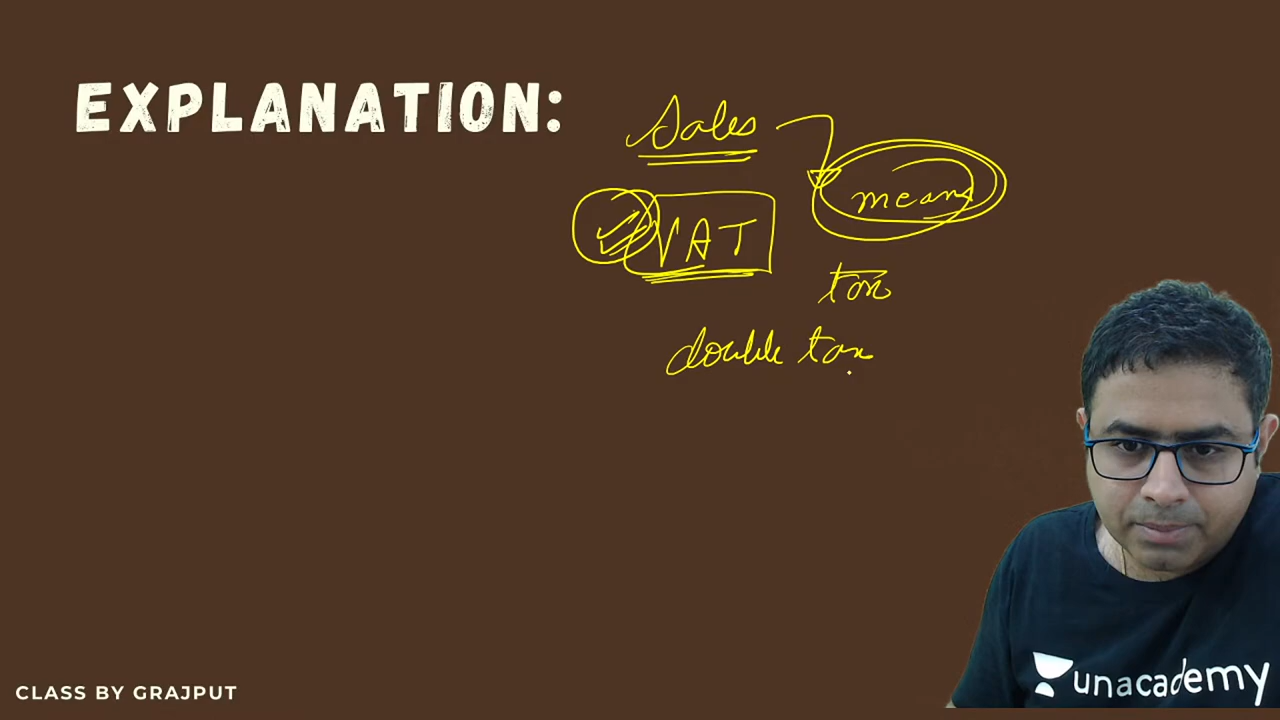 EXPLANATION:
Sales
means
VAT
tax
double tax
unacademy
CLASS BY GRAJPUT